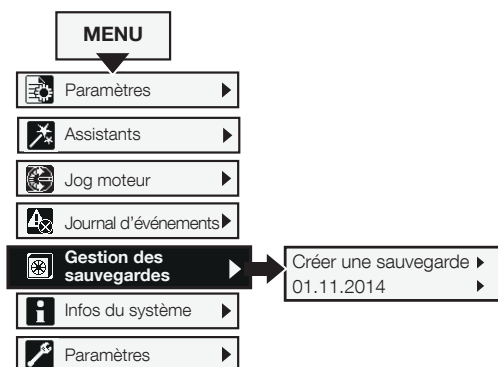 MENU
Paramètres
Assistants
Jog moteur
Journal d'événements
Gestion des
sauvegardes
Créer une sauvegarde
01.11.2014
Infos du système
Paramètres